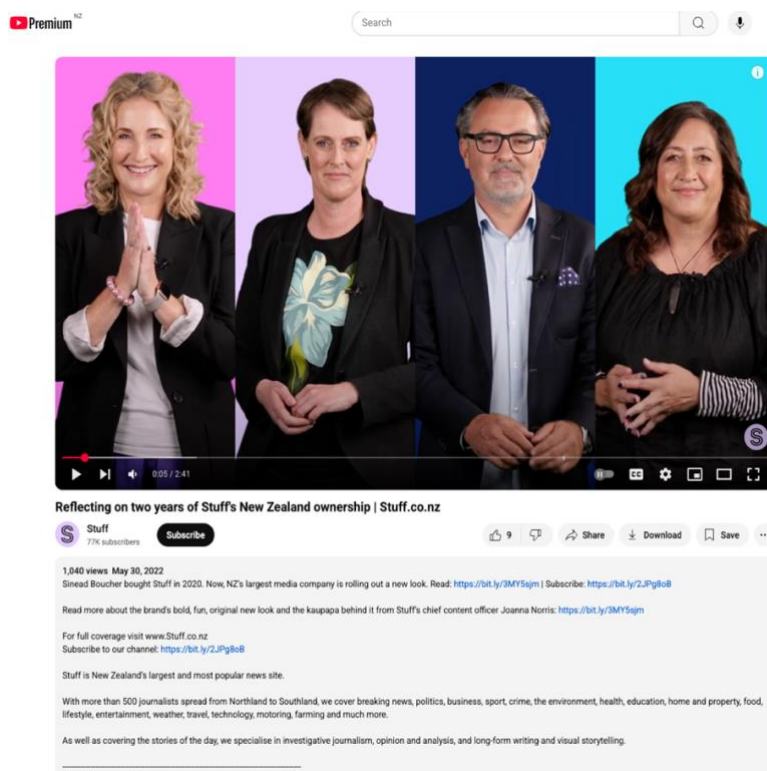 Premium NZ
Search
S
0:05 / 2:41
CC
Reflecting on two years of Stuff's New Zealand ownership | Stuff.co.nz
S
Stuff
77K subscribers
Subscribe
9
Share
Download
Save
1,040 views May 30, 2022
Sinead Boucher bought Stuff in 2020. Now, NZ's largest media company is rolling out a new look. Read: https://bit.ly/3MY5sjm | Subscribe: https://bit.ly/2JPg8oB
Read more about the brand's bold, fun, original new look and the kaupapa behind it from Stuff's chief content officer Joanna Norris: https://bit.ly/3MY5sjm
For full coverage visit www.Stuff.co.nz
Subscribe to our channel: https://bit.ly/2JPg8oB
Stuff is New Zealand's largest and most popular news site.
With more than 500 journalists spread from Northland to Southland, we cover breaking news, politics, business, sport, crime, the environment, health, education, home and property, food,
lifestyle, entertainment, weather, travel, technology, motoring, farming and much more.
As well as covering the stories of the day, we specialise in investigative journalism, opinion and analysis, and long-form writing and visual storytelling.